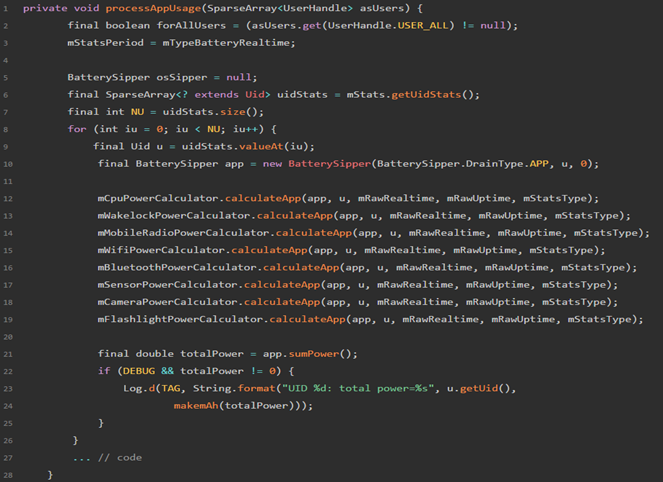 1 private void processAppUsage(SparseArray<UserHandle> asUsers) {
2 final boolean forAllUsers = (asUsers.get(UserHandle.USER_ALL) != null);
3 mStatsPeriod = mTypeBatteryRealtime;
4
5 BatterySipper osSipper = null;
6 final SparseArray<? extends Uid> uidStats = mStats.getUidStats();
7 final int NU = uidStats.size();
8 for (int iu = 0; iu < NU; iu++) {
9 final Uid u = uidStats.valueAt(iu);
10 final BatterySipper app = new BatterySipper(BatterySipper.DrainType.APP, u, 0);
11
12 mCpuPowerCalculator.calculateApp(app, u, mRawRealtime, mRawUptime, mStatsType);
13 mWakelockPowerCalculator.calculateApp(app, u, mRawRealtime, mRawUptime, mStatsType);
14 mMobileRadioPowerCalculator.calculateApp(app, u, mRawRealtime, mRawUptime, mStatsType);
15 mWifiPowerCalculator.calculateApp(app, u, mRawRealtime, mRawUptime, mStatsType);
16 mBluetoothPowerCalculator.calculateApp(app, u, mRawRealtime, mRawUptime, mStatsType);
17 mSensorPowerCalculator.calculateApp(app, u, mRawRealtime, mRawUptime, mStatsType);
18 mCameraPowerCalculator.calculateApp(app, u, mRawRealtime, mRawUptime, mStatsType);
19 mFlashlightPowerCalculator.calculateApp(app, u, mRawRealtime, mRawUptime, mStatsType);
20
21 final double totalPower = app.sumPower();
22 if (DEBUG && totalPower != 0) {
23 Log.d(TAG, String.format("UID %d: total power=%s", u.getUid(),
24 makemAh(totalPower)));
25 }
26 }
27 ... // code
28 }